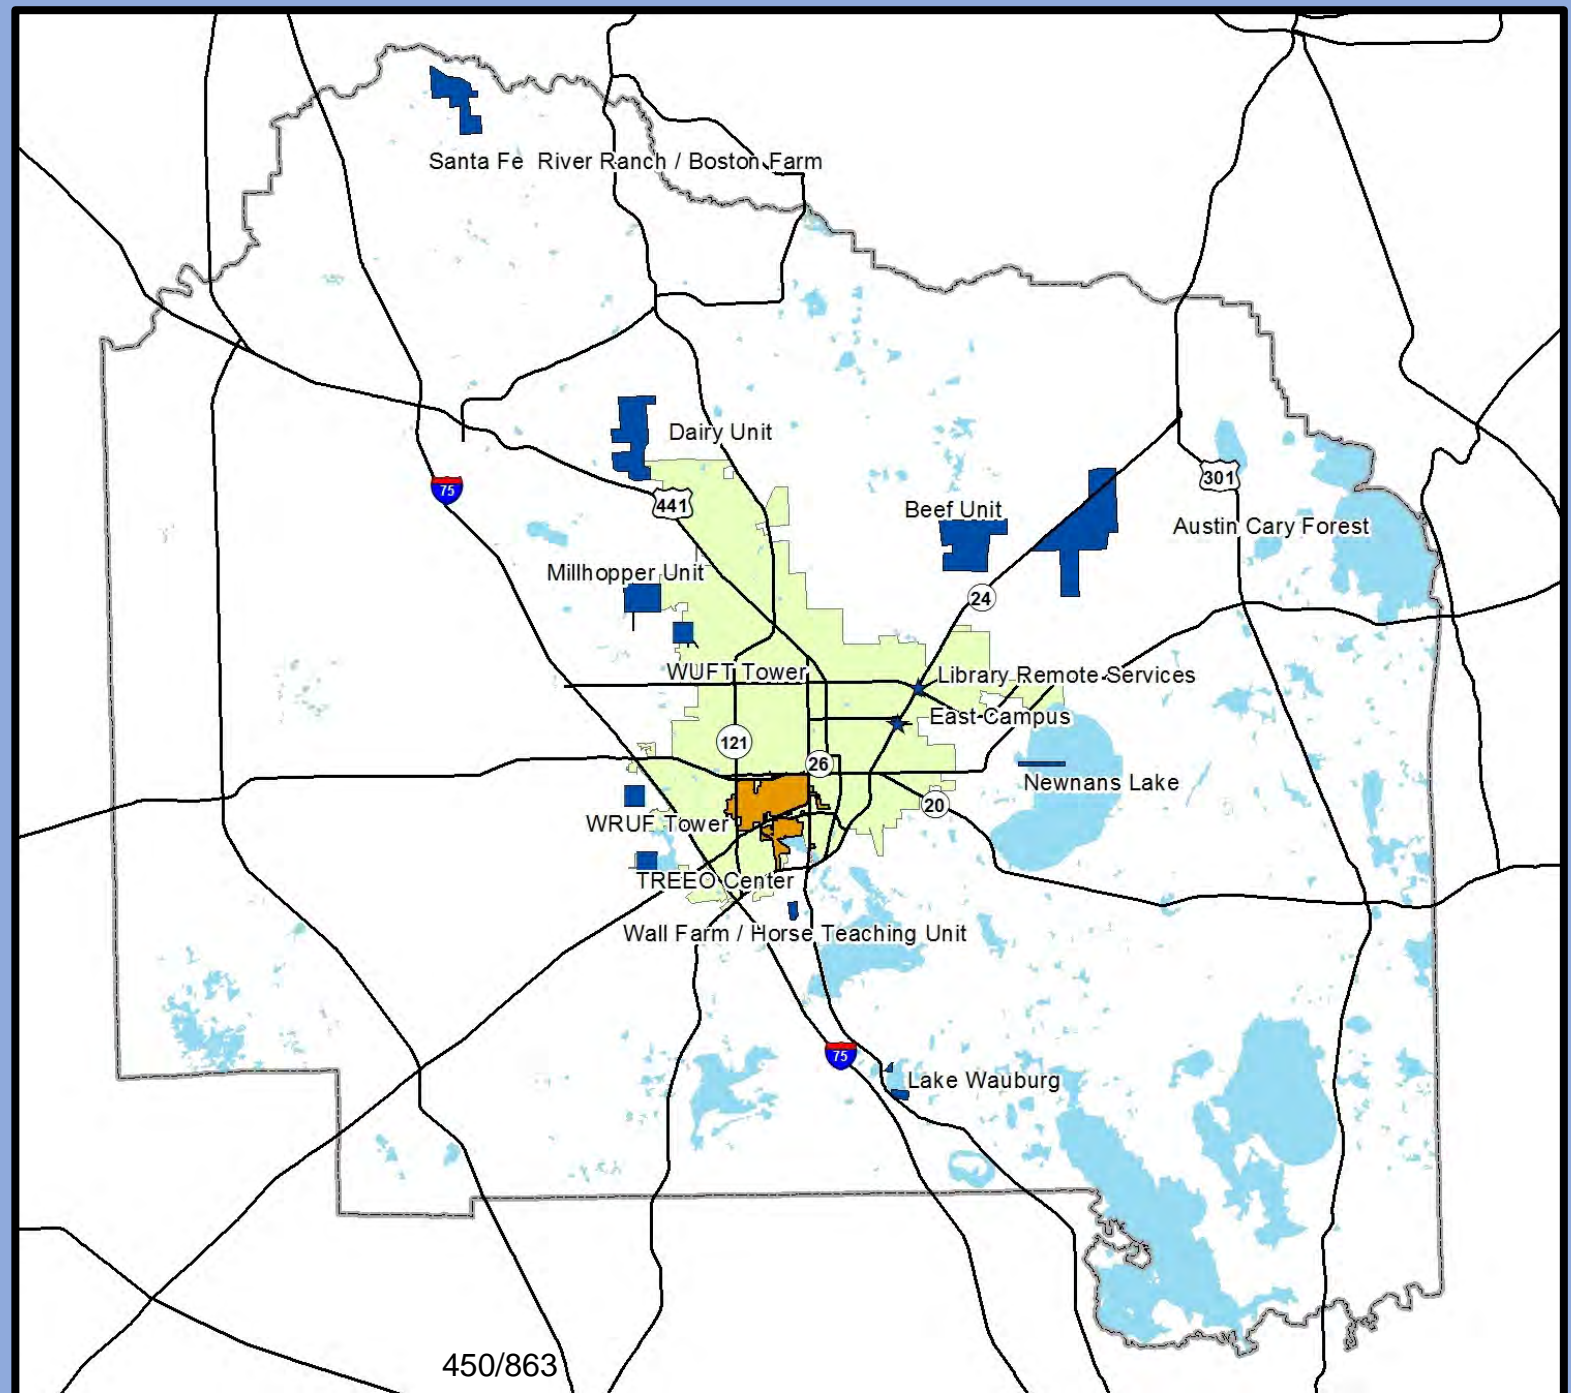 Santa Fe River Ranch / Boston Farm
Dairy Unit
75
441
301
Beef Unit
Austin Cary Forest
Millhopper Unit
24
WUFT Tower
Library Remote Services
East Campus
121
26
Newnans Lake
20
WRUF Tower
TREEO Center
Wall Farm / Horse Teaching Unit
75
Lake Wauburg
450/863